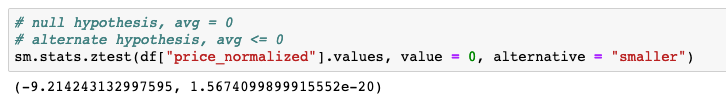 # null hypothesis, avg = 0
# alternate hypothesis, avg <= 0
sm.stats.ztest(df["price_normalized"].values, value = 0, alternative = "smaller")
(-9.214243132997595, 1.5674099899915552e-20)